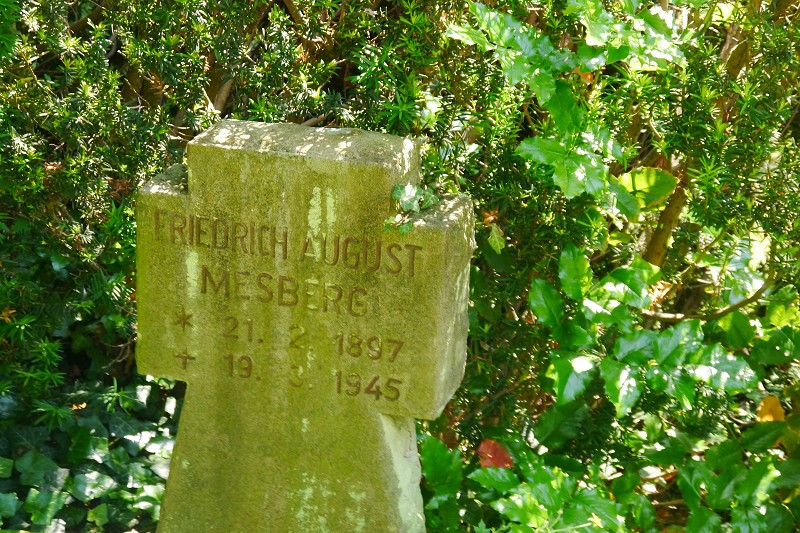 FRIEDRICH AUGUST
MESBERG
* 21. 2. 1897
† 19. 3. 1945